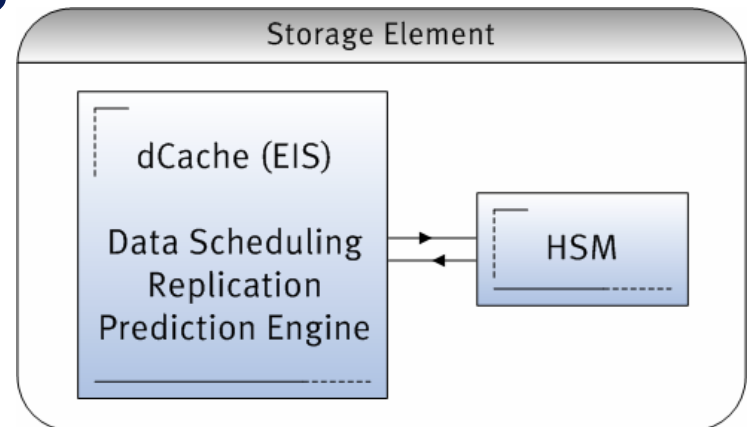 Storage Element
dCache (EIS)
Data Scheduling
Replication
Prediction Engine
HSM